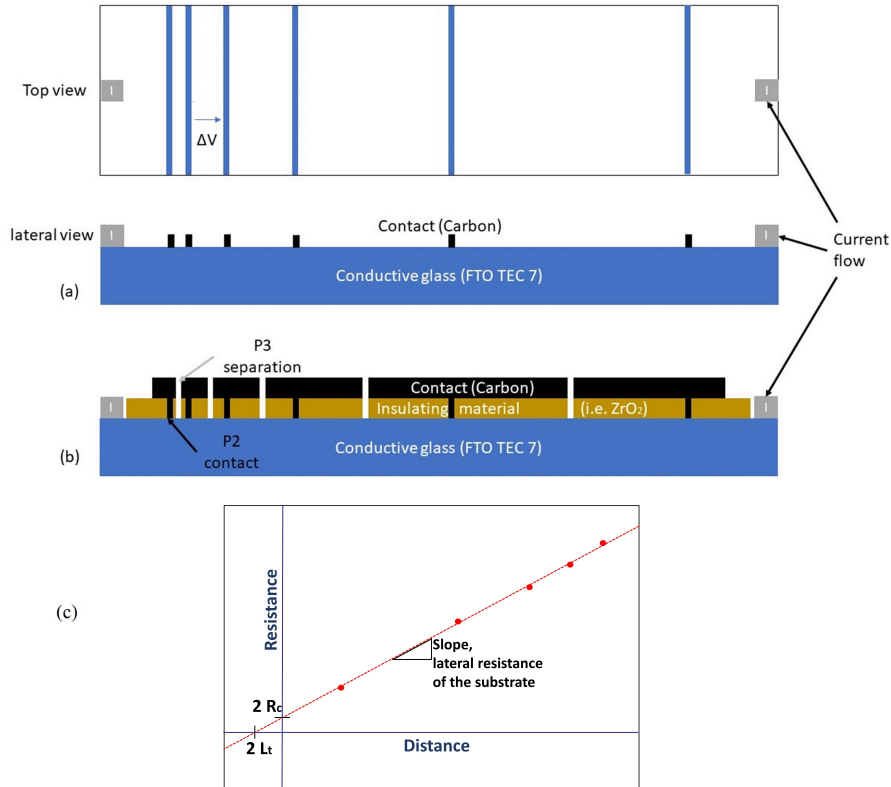 Top view
I
I
ΔV
lateral view
I
I
Contact (Carbon)
Current
flow
Conductive glass (FTO TEC 7)
(a)
P3
separation
Contact (Carbon)
I
I
Insulating material (i.e. ZrO₂)
P2
contact
Conductive glass (FTO TEC 7)
(b)
(c)
Resistance
Slope,
lateral resistance
of the substrate
2 Rc
2 Lt
Distance